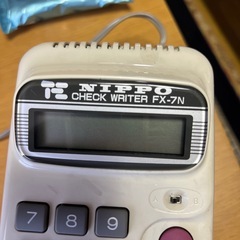 NIPPO
CHECK WRITER FX-7N
7 8 9